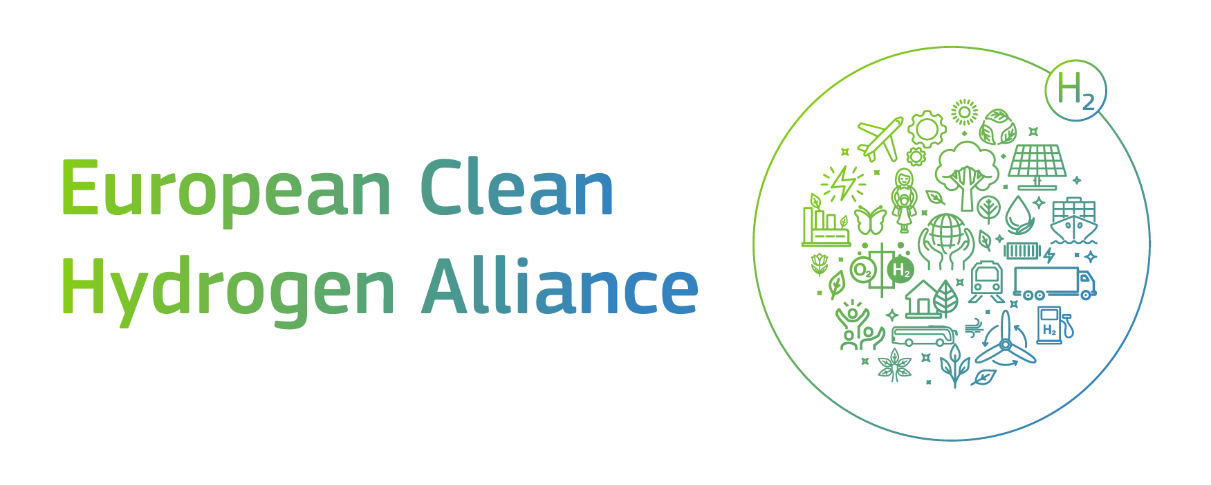 European Clean
Hydrogen Alliance
H₂
O₂
H₂
H₂